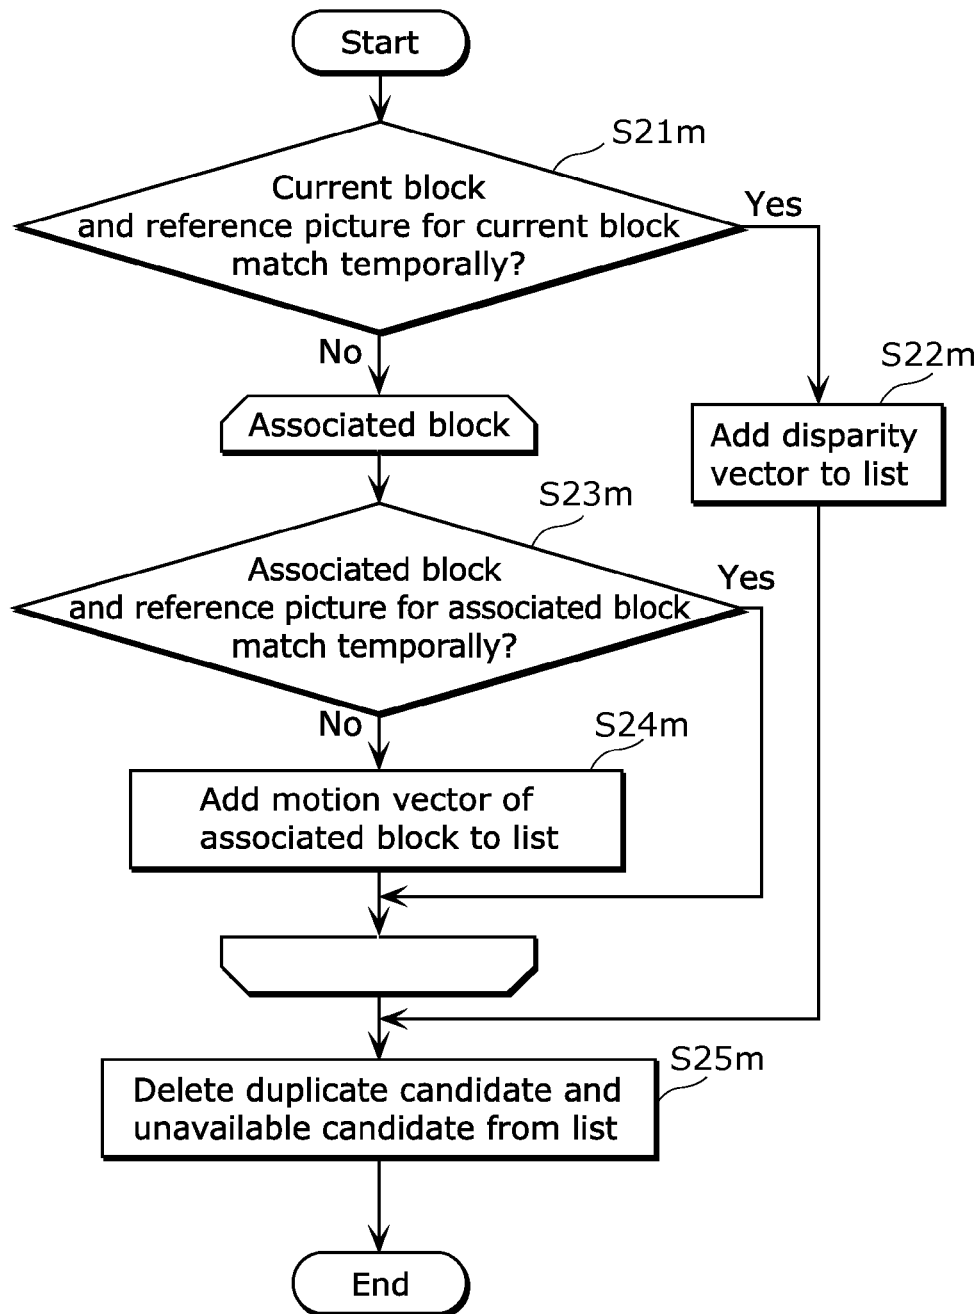 Start
S21m
Current block
and reference picture for current block
match temporally?
Yes
No
S22m
Add disparity
vector to list
Associated block
S23m
Associated block
and reference picture for associated block
match temporally?
Yes
No
S24m
Add motion vector of
associated block to list
S25m
Delete duplicate candidate and
unavailable candidate from list
End